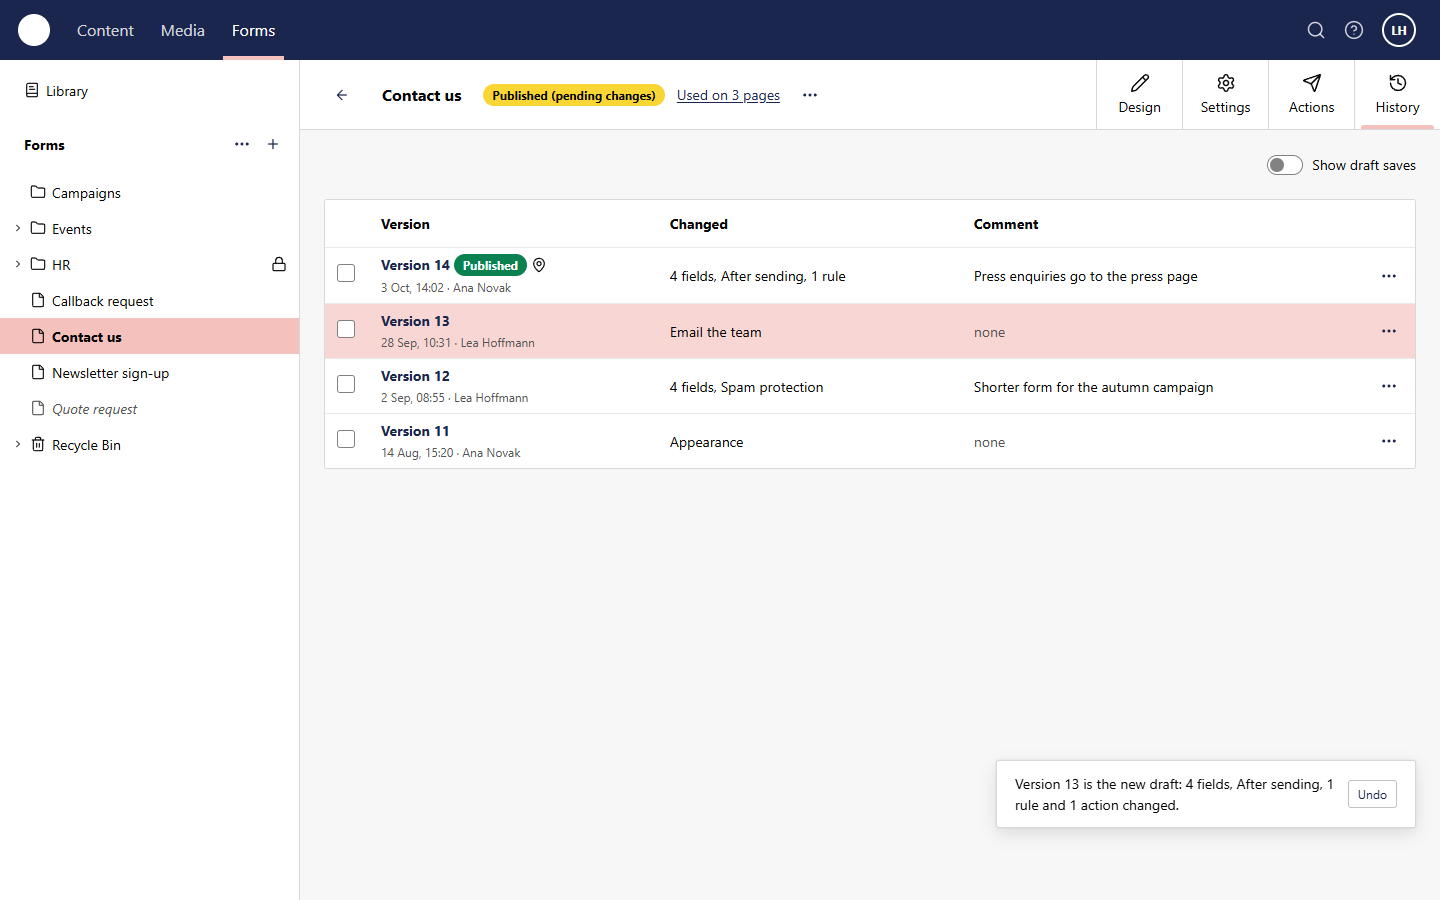 Content Media Forms
LH
Library
Forms
Campaigns
Events
HR
Callback request
Contact us
Newsletter sign-up
Quote request
Recycle Bin
Contact us Published (pending changes) Used on 3 pages
Design Settings Actions History
Show draft saves
Version Changed Comment
Version 14 Published
3 Oct, 14:02 · Ana Novak
4 fields, After sending, 1 rule
Press enquiries go to the press page
Version 13
28 Sep, 10:31 · Lea Hoffmann
Email the team
none
Version 12
2 Sep, 08:55 · Lea Hoffmann
4 fields, Spam protection
Shorter form for the autumn campaign
Version 11
14 Aug, 15:20 · Ana Novak
Appearance
none
Version 13 is the new draft: 4 fields, After sending, 1
rule and 1 action changed.
Undo